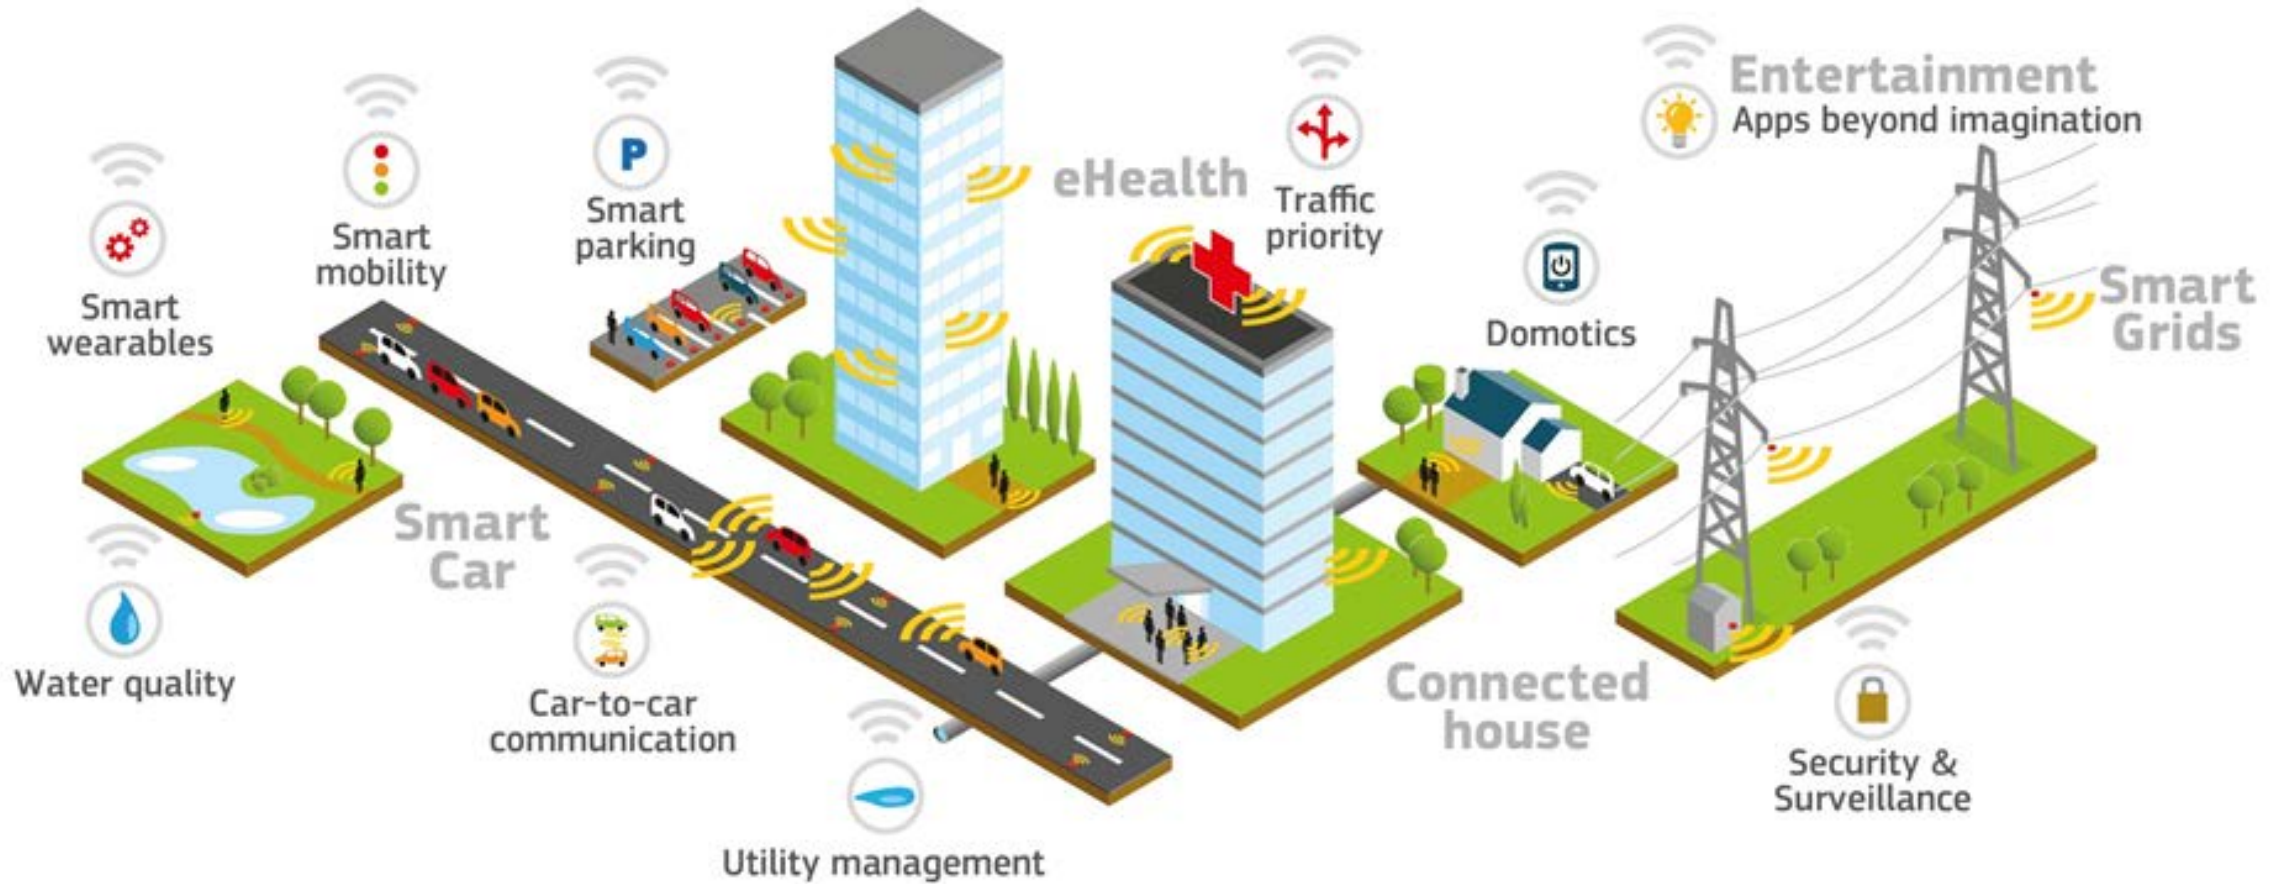 Entertainment
Apps beyond imagination
P
eHealth
Traffic
priority
Smart
parking
Smart
mobility
Smart
wearables
Domotics
Smart
Grids
Smart
Car
Water quality
Car-to-car
communication
Connected
house
Security &
Surveillance
Utility management